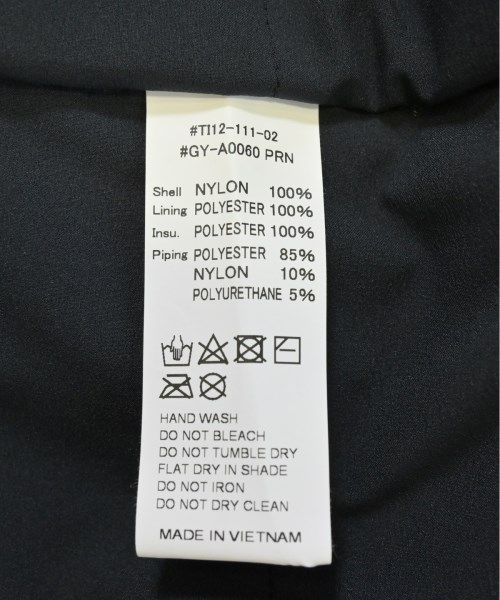 #TI12-111-02
#GY-A0060 PRN
Shell NYLON 100%
Lining POLYESTER 100%
Insu. POLYESTER 100%
Piping POLYESTER 85%
NYLON 10%
POLYURETHANE 5%
HAND WASH
DO NOT BLEACH
DO NOT TUMBLE DRY
FLAT DRY IN SHADE
DO NOT IRON
DO NOT DRY CLEAN
MADE IN VIETNAM